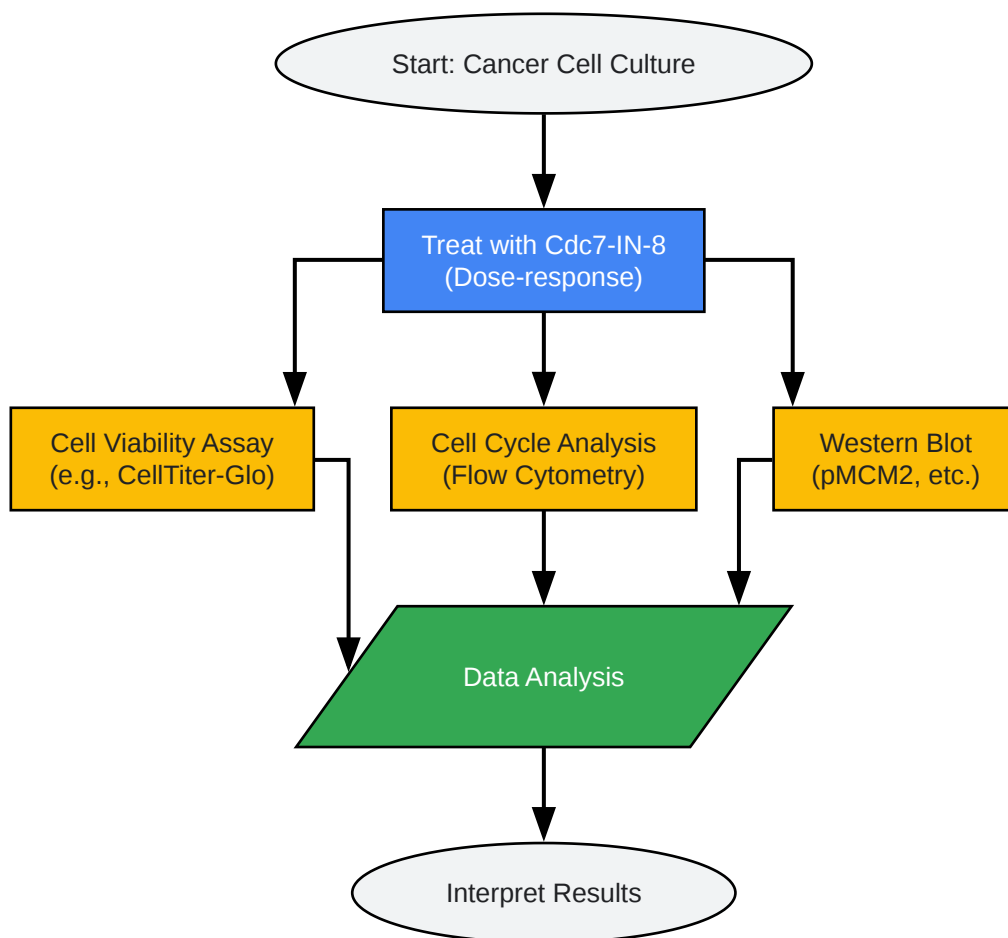 Start: Cancer Cell Culture
Treat with Cdc7-IN-8
(Dose-response)
Cell Viability Assay
(e.g., CellTiter-Glo)
Cell Cycle Analysis
(Flow Cytometry)
Western Blot
(pMCM2, etc.)
Data Analysis
Interpret Results